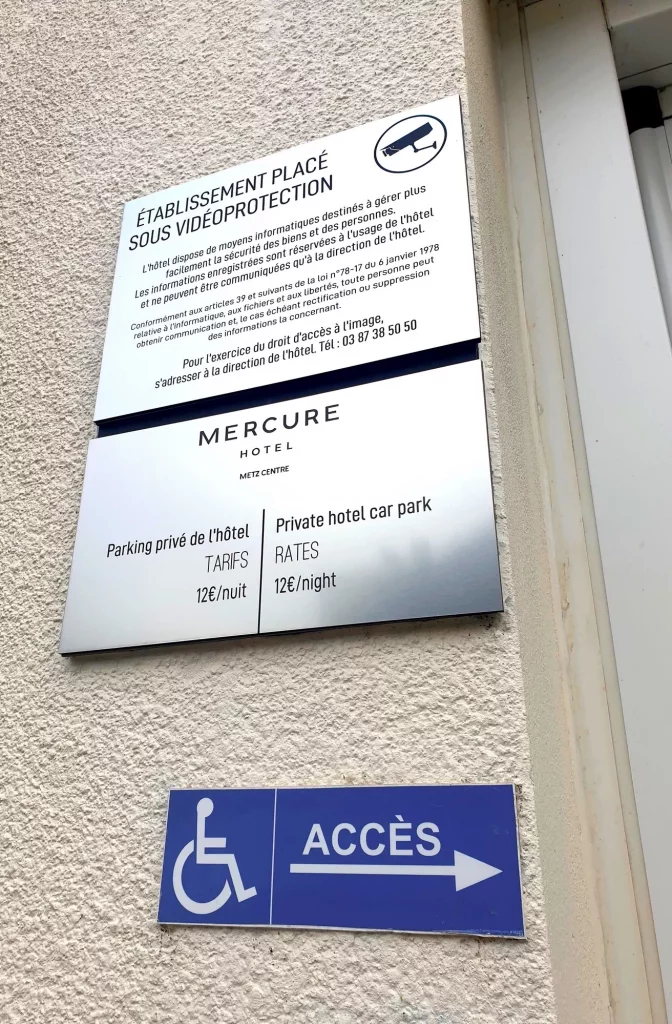 ÉTABLISSEMENT PLACÉ
SOUS VIDÉOPROTECTION
L'hôtel dispose de moyens informatiques destinés à gérer plus
facilement la sécurité des biens et des personnes.
Les informations enregistrées sont réservées à l'usage de l'hôtel
et ne peuvent être communiquées qu'à la direction de l'hôtel.
Conformément aux articles 39 et suivants de la loi n°78-17 du 6 janvier 1978
relative à l'informatique, aux fichiers et aux libertés, toute personne peut
obtenir communication et, le cas échéant rectification ou suppression
des informations la concernant.
Pour l'exercice du droit d'accès à l'image,
s'adresser à la direction de l'hôtel. Tél : 03 87 38 50 50
MERCURE
HOTEL
METZ CENTRE
Parking privé de l'hôtel
TARIFS
12€/nuit
Private hotel car park
RATES
12€/night
ACCÈS